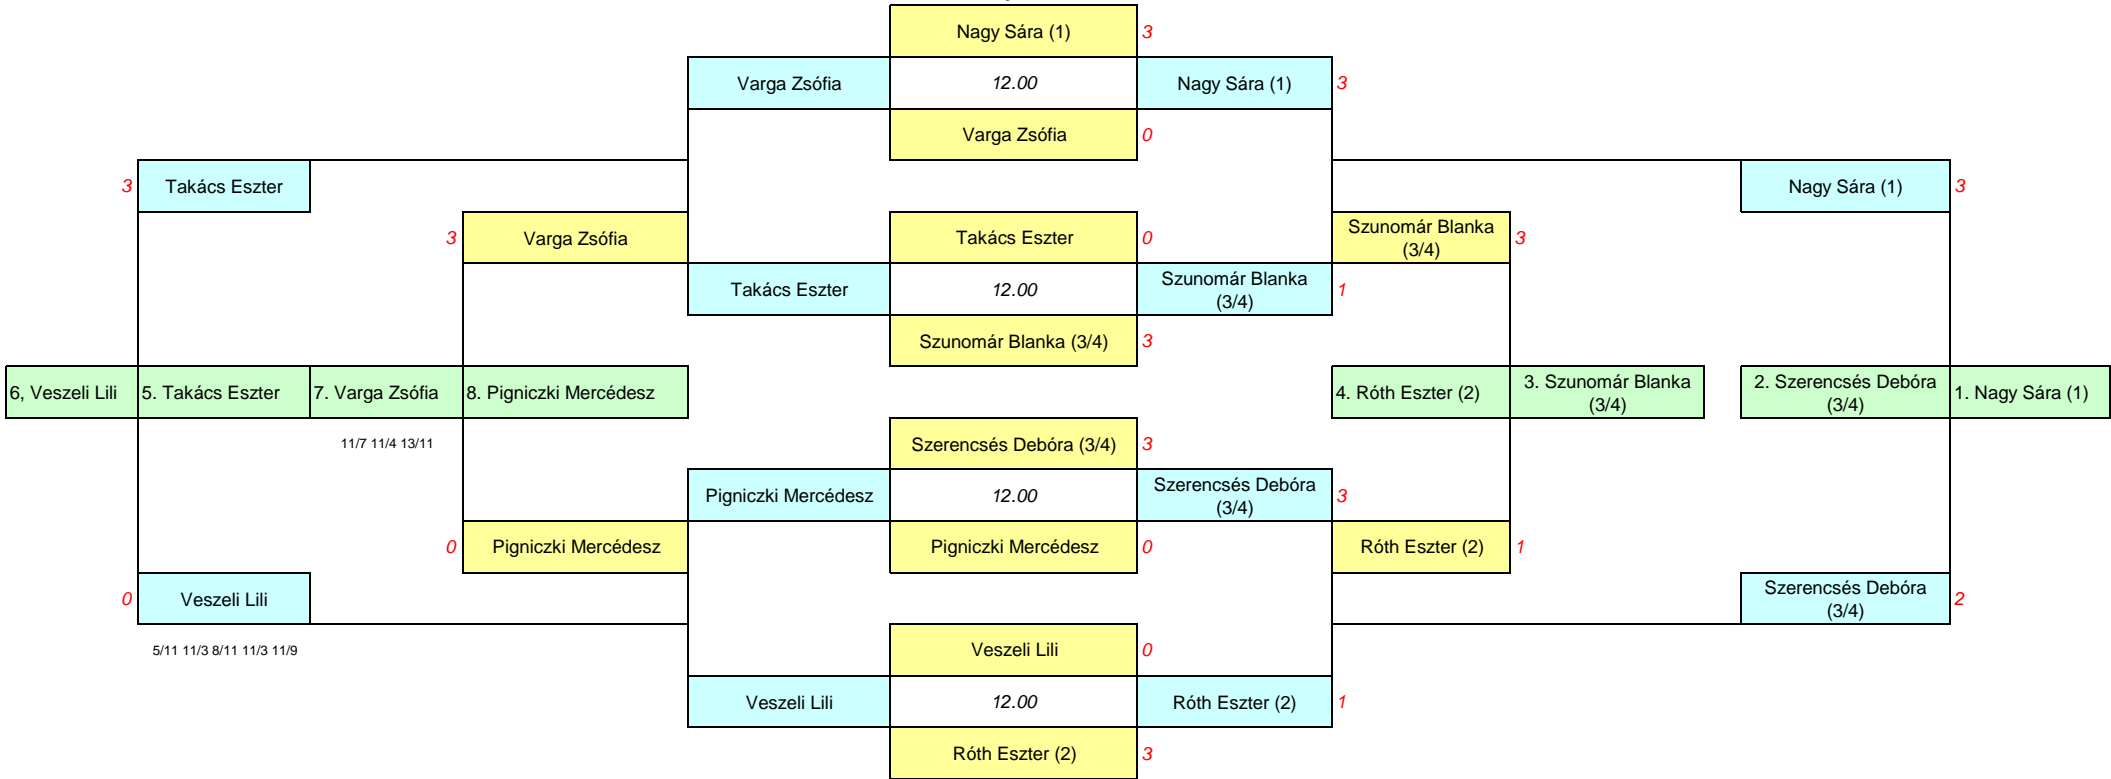 Nagy Sára (1) 3
Varga Zsófia 12.00 Nagy Sára (1) 3
Varga Zsófia 0
3 Takács Eszter Nagy Sára (1) 3
3 Varga Zsófia Takács Eszter 0 Szunomár Blanka
(3/4) 3
Takács Eszter 12.00 Szunomár Blanka
(3/4) 1
Szunomár Blanka (3/4) 3
6, Veszeli Lili 5. Takács Eszter 7. Varga Zsófia 8. Pigniczki Mercédesz 4. Róth Eszter (2) 3. Szunomár Blanka
(3/4) 2. Szerencsés Debóra
(3/4) 1. Nagy Sára (1)
11/7 11/4 13/11 Szerencsés Debóra (3/4) 3
Pigniczki Mercédesz 12.00 Szerencsés Debóra
(3/4) 3
0 Pigniczki Mercédesz Pigniczki Mercédesz 0 Róth Eszter (2) 1
0 Veszeli Lili Szerencsés Debóra
(3/4) 2
5/11 11/3 8/11 11/3 11/9 Veszeli Lili 0
Veszeli Lili 12.00 Róth Eszter (2) 1
Róth Eszter (2) 3